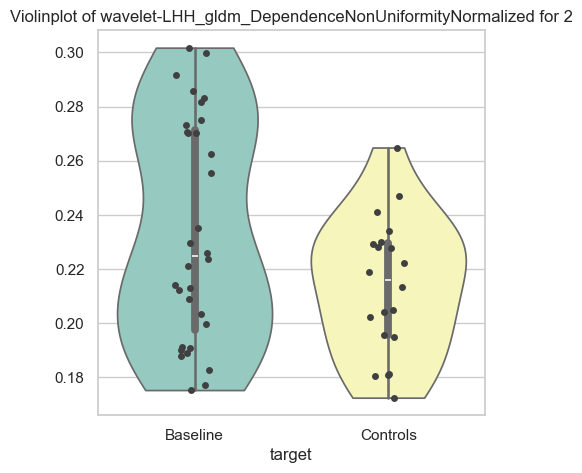 Violinplot of wavelet-LHH_gldm_DependenceNonUniformityNormalized for 2
0.30
0.28
0.26
0.24
0.22
0.20
0.18
Baseline
Controls
target